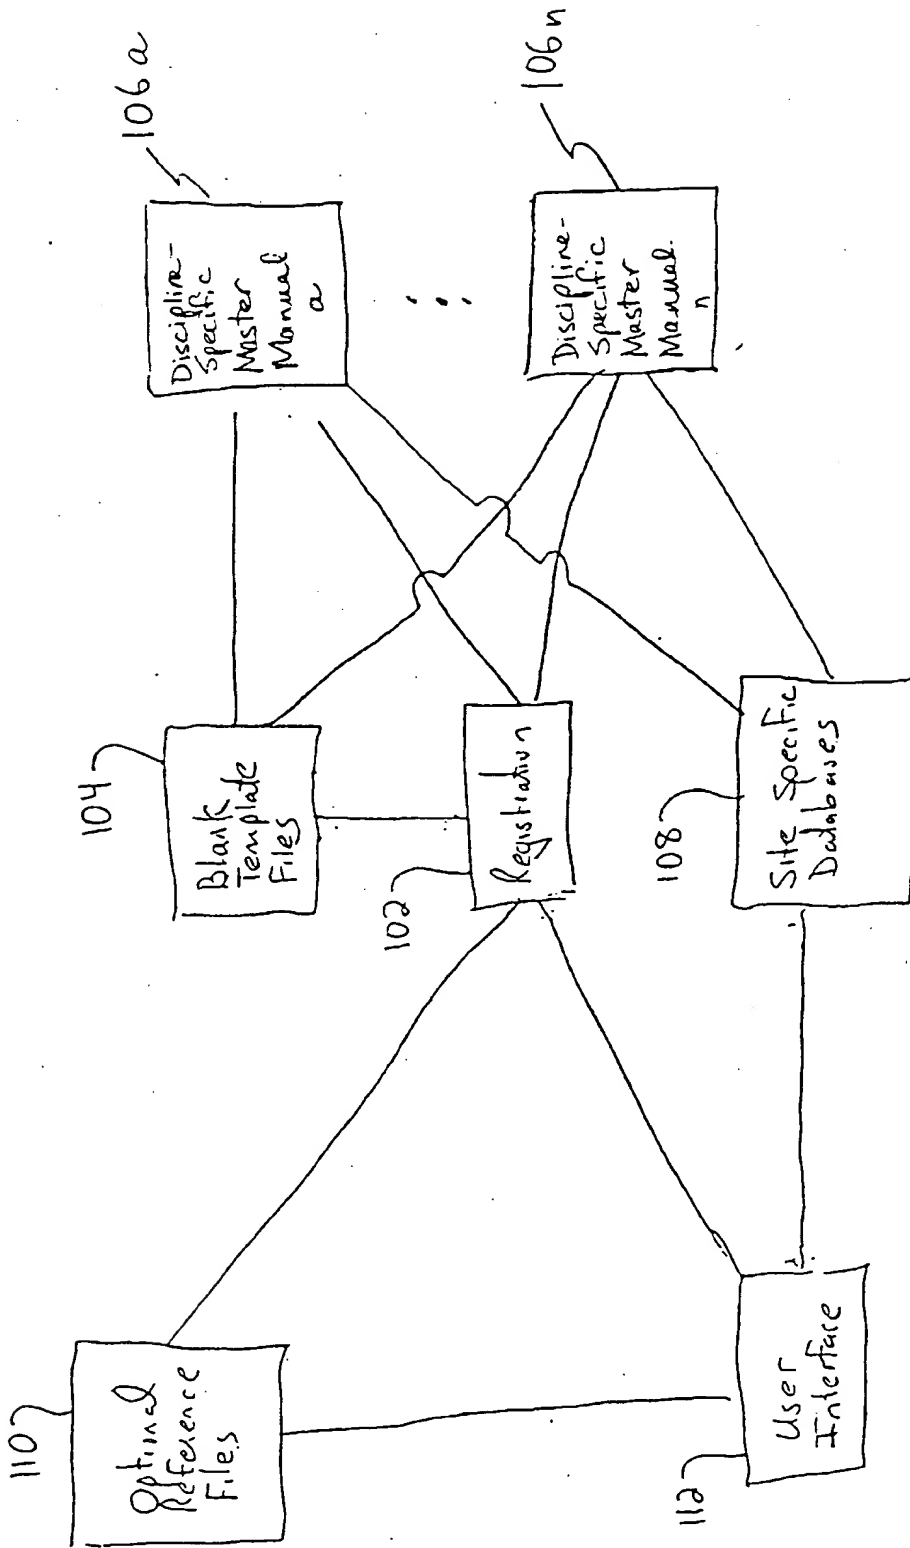 110
Optional
Reference
Files
112
User
Interface
104
Blank
Template
Files
102
Registration
108
Site Specific
Databases
106a
Discipline-
Specific
Master
Manual
a
106n
Discipline-
Specific
Master
Manual
n